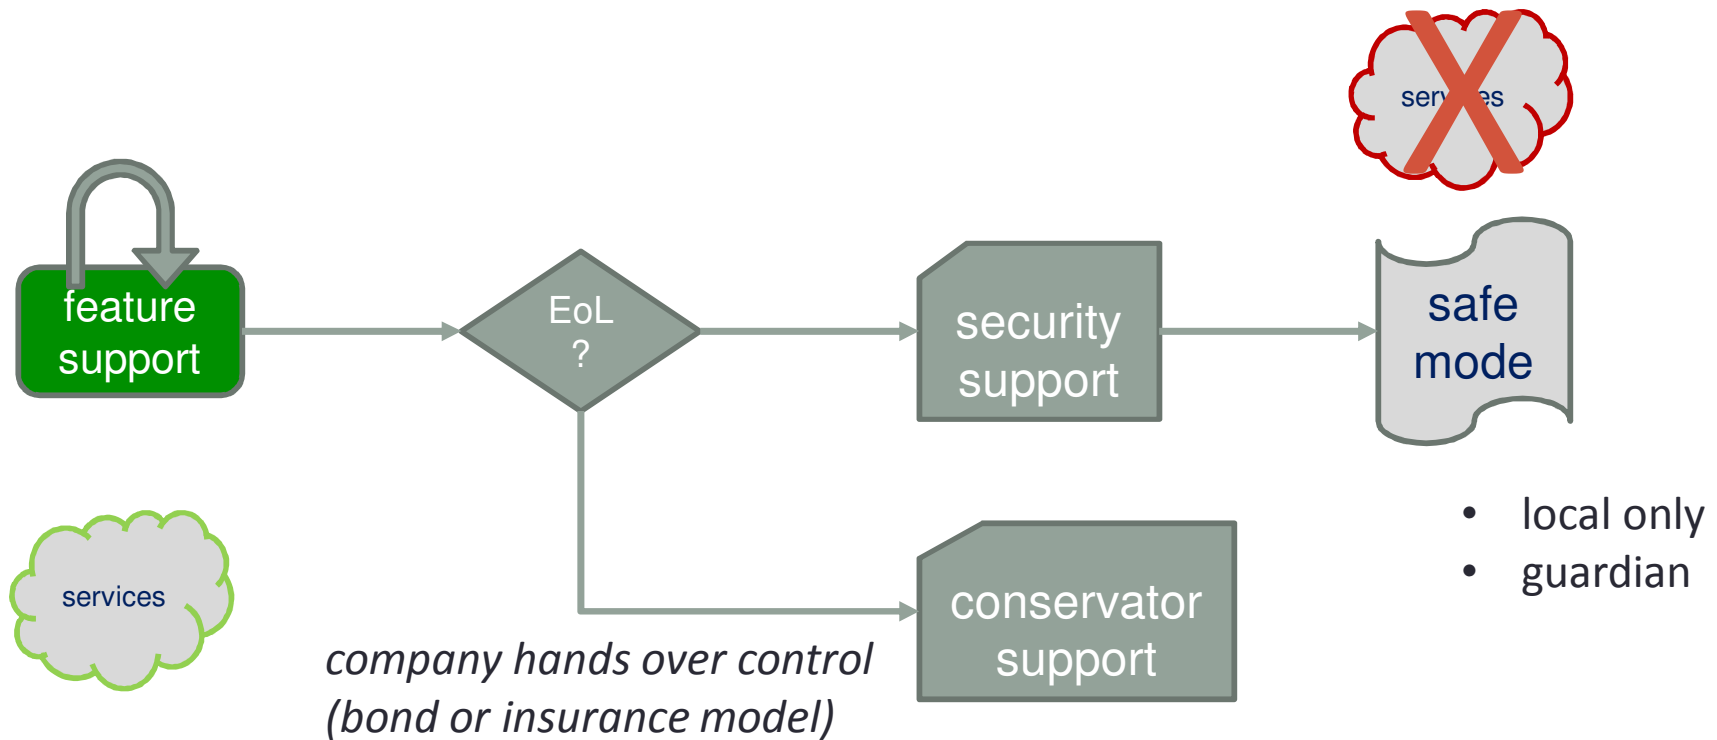 services
feature
support
EoL
?
security
support
safe
mode
• local only
• guardian
services
conservator
support
company hands over control
(bond or insurance model)